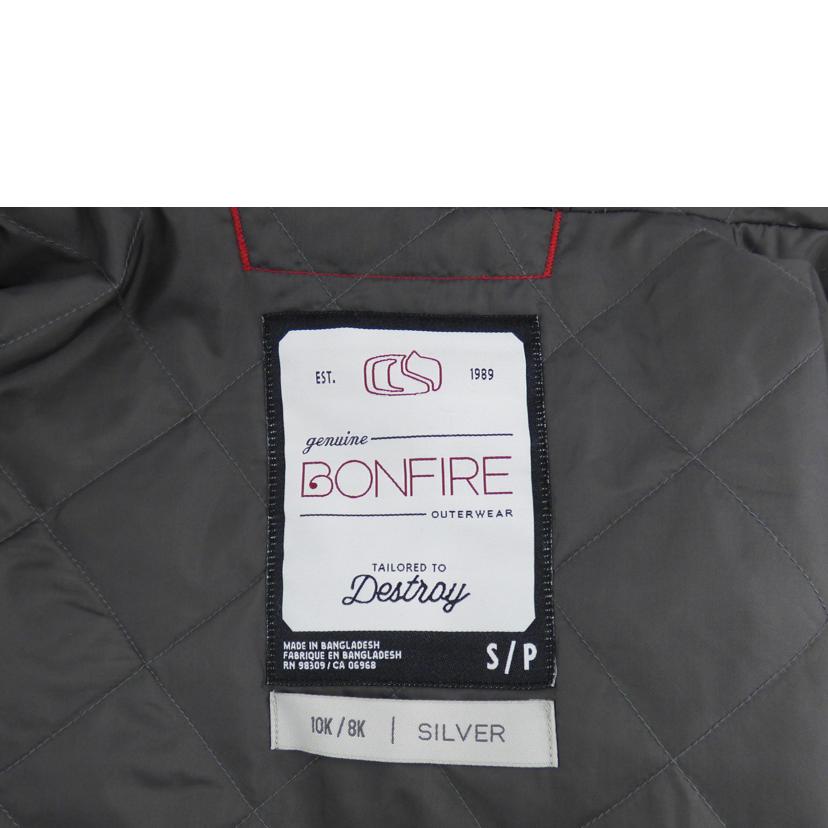 EST. 1989
genuine
BONFIRE
OUTERWEAR
TAILORED TO
Destroy
MADE IN BANGLADESH
FABRIQUE EN BANGLADESH
RN 98309 / CA 06968
S/P
10K / 8K | SILVER